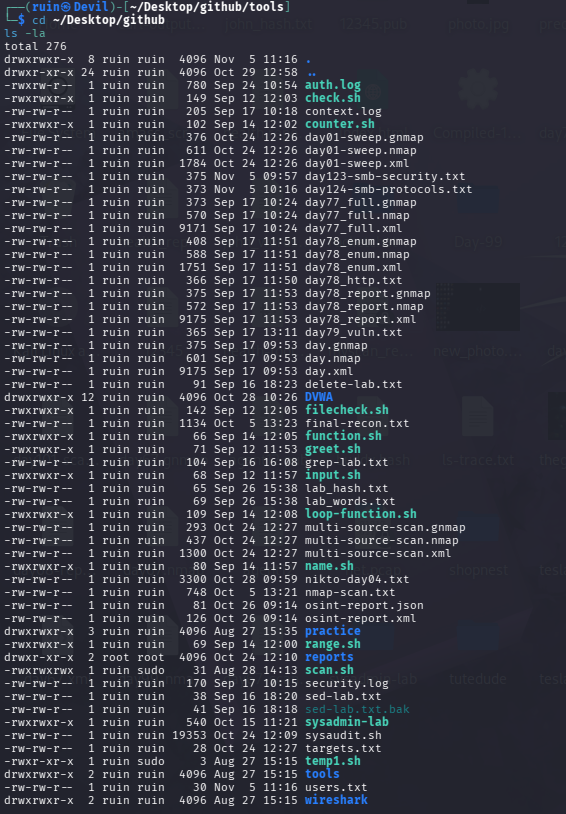 ┌──(ruin㉿Devil)-[~/Desktop/github/tools]
└─$ cd ~/Desktop/github
ls -la
total 276
drwxrwxr-x  8 ruin ruin  4096 Nov  5 11:16 .
drwxr-xr-x 24 ruin ruin  4096 Oct 29 12:58 ..
-rwxrw-r--  1 ruin ruin   780 Sep 24 10:54 auth.log
-rwxrwxr-x  1 ruin ruin   149 Sep 12 12:03 check.sh
-rw-rw-r--  1 ruin ruin   205 Sep 17 10:18 context.log
-rwxrwxr-x  1 ruin ruin   102 Sep 14 12:02 counter.sh
-rw-rw-r--  1 ruin ruin   376 Oct 24 12:26 day01-sweep.gnmap
-rw-rw-r--  1 ruin ruin   611 Oct 24 12:26 day01-sweep.nmap
-rw-rw-r--  1 ruin ruin  1784 Oct 24 12:26 day01-sweep.xml
-rw-rw-r--  1 ruin ruin   375 Nov  5 09:57 day123-smb-security.txt
-rw-rw-r--  1 ruin ruin   373 Nov  5 10:16 day124-smb-protocols.txt
-rw-rw-r--  1 ruin ruin   373 Sep 17 10:24 day77_full.gnmap
-rw-rw-r--  1 ruin ruin   570 Sep 17 10:24 day77_full.nmap
-rw-rw-r--  1 ruin ruin  9171 Sep 17 10:24 day77_full.xml
-rw-rw-r--  1 ruin ruin   408 Sep 17 11:51 day78_enum.gnmap
-rw-rw-r--  1 ruin ruin   588 Sep 17 11:51 day78_enum.nmap
-rw-rw-r--  1 ruin ruin  1751 Sep 17 11:51 day78_enum.xml
-rw-rw-r--  1 ruin ruin   366 Sep 17 11:50 day78_http.txt
-rw-rw-r--  1 ruin ruin   375 Sep 17 11:53 day78_report.gnmap
-rw-rw-r--  1 ruin ruin   572 Sep 17 11:53 day78_report.nmap
-rw-rw-r--  1 ruin ruin  9175 Sep 17 11:53 day78_report.xml
-rw-rw-r--  1 ruin ruin   365 Sep 17 13:11 day79_vuln.txt
-rw-rw-r--  1 ruin ruin   375 Sep 17 09:53 day.gnmap
-rw-rw-r--  1 ruin ruin   601 Sep 17 09:53 day.nmap
-rw-rw-r--  1 ruin ruin  9175 Sep 17 09:53 day.xml
-rw-rw-r--  1 ruin ruin    91 Sep 16 18:23 delete-lab.txt
drwxrwxr-x 12 ruin ruin  4096 Oct 28 10:26 DVWA
-rwxrwxr-x  1 ruin ruin   142 Sep 12 12:05 filecheck.sh
-rw-rw-r--  1 ruin ruin  1134 Oct  5 13:23 final-recon.txt
-rwxrwxr-x  1 ruin ruin    66 Sep 14 12:05 function.sh
-rwxrwxr-x  1 ruin ruin    71 Sep 12 11:53 greet.sh
-rw-rw-r--  1 ruin ruin   104 Sep 16 16:08 grep-lab.txt
-rwxrwxr-x  1 ruin ruin    68 Sep 12 11:57 input.sh
-rw-rw-r--  1 ruin ruin    65 Sep 26 15:38 lab_hash.txt
-rw-rw-r--  1 ruin ruin    69 Sep 26 15:38 lab_words.txt
-rwxrwxr-x  1 ruin ruin   109 Sep 14 12:08 loop-function.sh
-rw-rw-r--  1 ruin ruin   293 Oct 24 12:27 multi-source-scan.gnmap
-rw-rw-r--  1 ruin ruin   437 Oct 24 12:27 multi-source-scan.nmap
-rw-rw-r--  1 ruin ruin  1300 Oct 24 12:27 multi-source-scan.xml
-rwxrwxr-x  1 ruin ruin    80 Sep 14 11:57 name.sh
-rw-rw-r--  1 ruin ruin  3300 Oct 28 09:59 nikto-day04.txt
-rw-rw-r--  1 ruin ruin   748 Oct  5 13:21 nmap-scan.txt
-rw-rw-r--  1 ruin ruin    81 Oct 26 09:14 osint-report.json
-rw-rw-r--  1 ruin ruin   126 Oct 26 09:14 osint-report.xml
drwxrwxr-x  3 ruin ruin  4096 Aug 27 15:35 practice
-rwxrwxr-x  1 ruin ruin    69 Sep 14 12:00 range.sh
drwxr-xr-x  2 root root  4096 Oct 24 12:10 reports
-rwxrwxrwx  1 ruin sudo    31 Aug 28 14:13 scan.sh
-rw-rw-r--  1 ruin ruin   170 Sep 17 10:15 security.log
-rw-rw-r--  1 ruin ruin    38 Sep 16 18:20 sed-lab.txt
-rw-rw-r--  1 ruin ruin    41 Sep 16 18:18 sed-lab.txt.bak
-rwxrwxr-x  1 ruin ruin   540 Oct 15 11:21 sysadmin-lab
-rw-rw-r--  1 ruin ruin 19353 Oct 24 12:09 sysaudit.sh
-rw-rw-r--  1 ruin ruin    28 Oct 24 12:27 targets.txt
-rwxr-xr-x  1 ruin sudo     3 Aug 27 15:15 temp1.sh
drwxrwxr-x  2 ruin ruin  4096 Aug 27 15:15 tools
-rw-rw-r--  1 ruin ruin    30 Nov  5 11:16 users.txt
drwxrwxr-x  2 ruin ruin  4096 Aug 27 15:15 wireshark